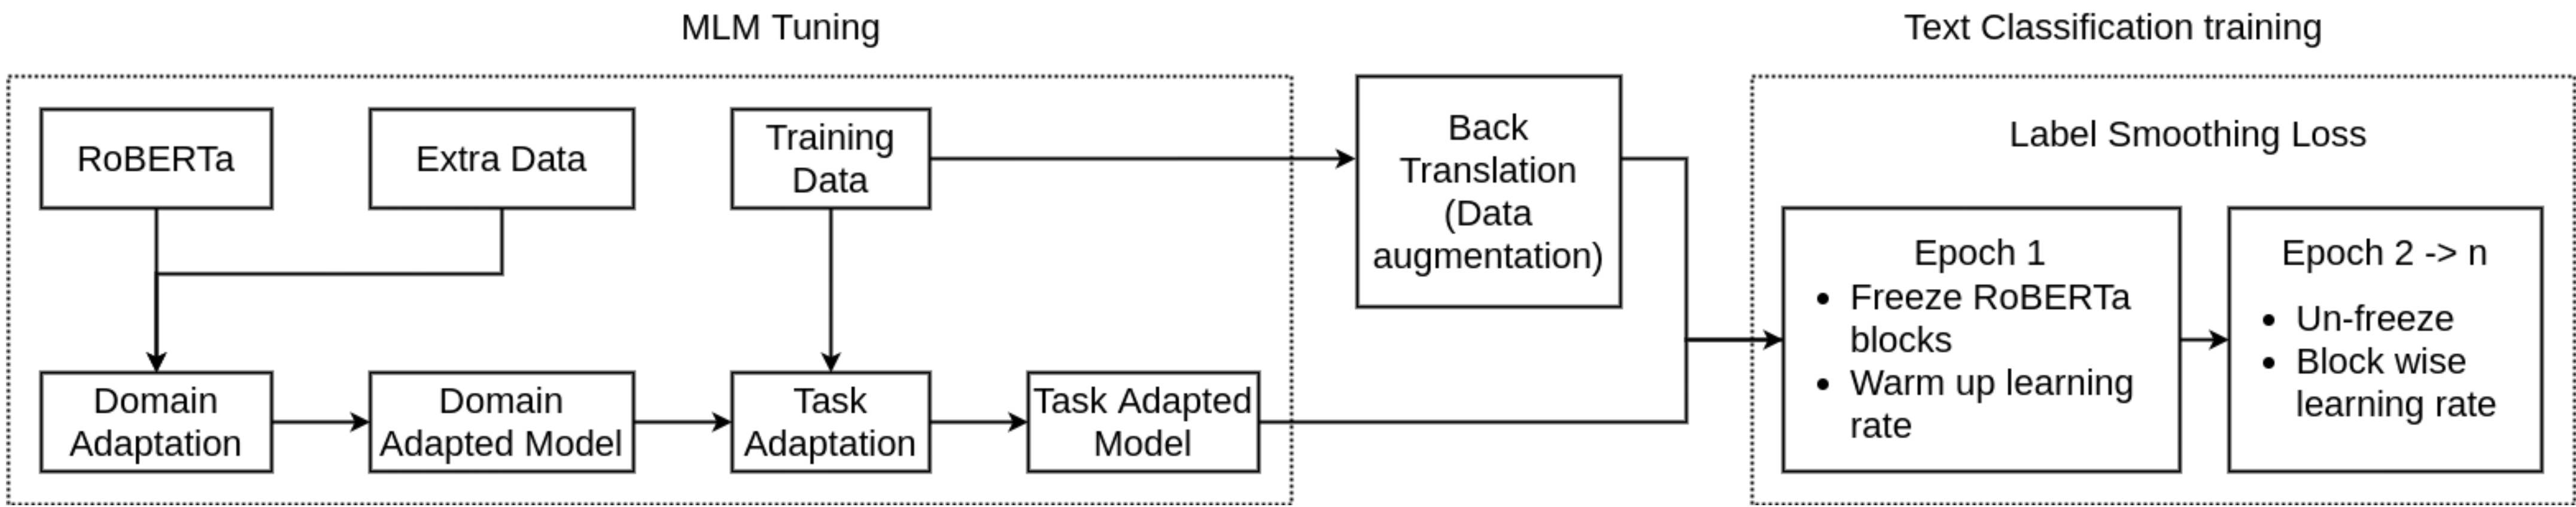 MLM Tuning
Text Classification training
RoBERTa
Extra Data
Training
Data
Back
Translation
(Data
augmentation)
Label Smoothing Loss
Domain
Adaptation
Domain
Adapted Model
Task
Adaptation
Task Adapted
Model
Epoch 1
• Freeze RoBERTa
blocks
• Warm up learning
rate
Epoch 2 -> n
• Un-freeze
• Block wise
learning rate